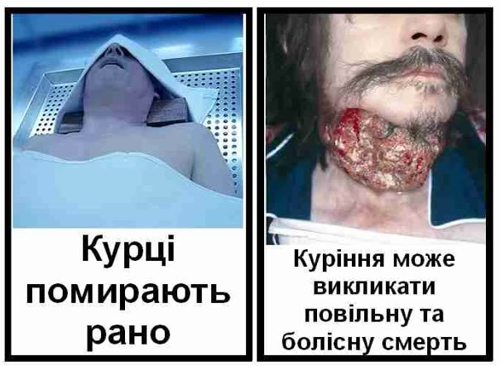 Курці
помирають
рано
Куріння може
викликати
повільну та
болісну смерть